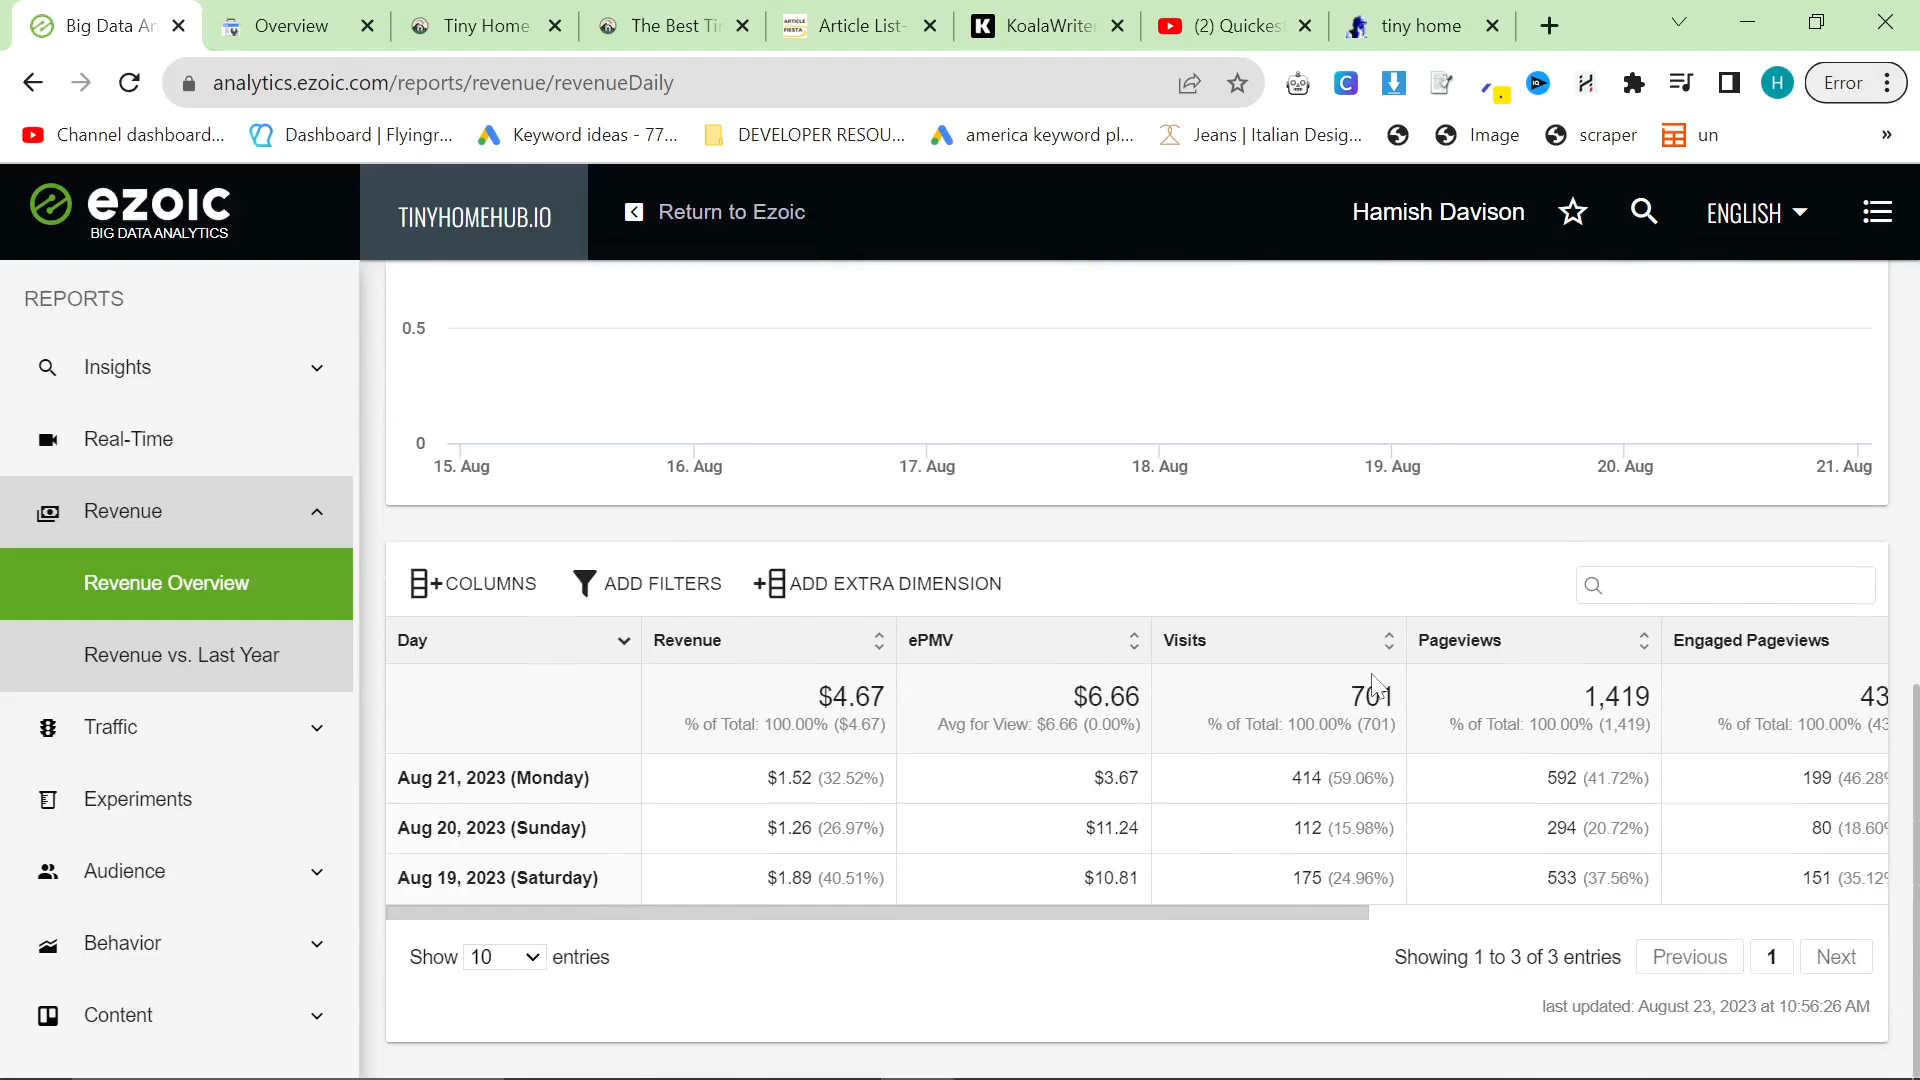 Big Data An
Overview
Tiny Home
The Best Tir
Article List-
KoalaWriter
(2) Quickest
tiny home
analytics.ezoic.com/reports/revenue/revenueDaily
H
Error
Channel dashboard...
Dashboard | Flyingr...
Keyword ideas - 77...
DEVELOPER RESOU...
america keyword pl...
Jeans | Italian Desig...
Image
scraper
un
»
ezoic
BIG DATA ANALYTICS
TINYHOMEHUB.IO
Return to Ezoic
Hamish Davison
ENGLISH
REPORTS
Insights
Real-Time
Revenue
Revenue Overview
Revenue vs. Last Year
Traffic
Experiments
Audience
Behavior
Content
0.5
0
15. Aug
16. Aug
17. Aug
18. Aug
19. Aug
20. Aug
21. Aug
+COLUMNS
ADD FILTERS
+ADD EXTRA DIMENSION
Day Revenue ePMV Visits Pageviews Engaged Pageviews
$4.67 $6.66 701 1,419 43
% of Total: 100.00% ($4.67) Avg for View: $6.66 (0.00%) % of Total: 100.00% (701) % of Total: 100.00% (1,419) % of Total: 100.00% (43
Aug 21, 2023 (Monday) $1.52 (32.52%) $3.67 414 (59.06%) 592 (41.72%) 199 (46.28%
Aug 20, 2023 (Sunday) $1.26 (26.97%) $11.24 112 (15.98%) 294 (20.72%) 80 (18.60%
Aug 19, 2023 (Saturday) $1.89 (40.51%) $10.81 175 (24.96%) 533 (37.56%) 151 (35.12%
Show 10 entries
Showing 1 to 3 of 3 entries Previous 1 Next
last updated: August 23, 2023 at 10:56:26 AM